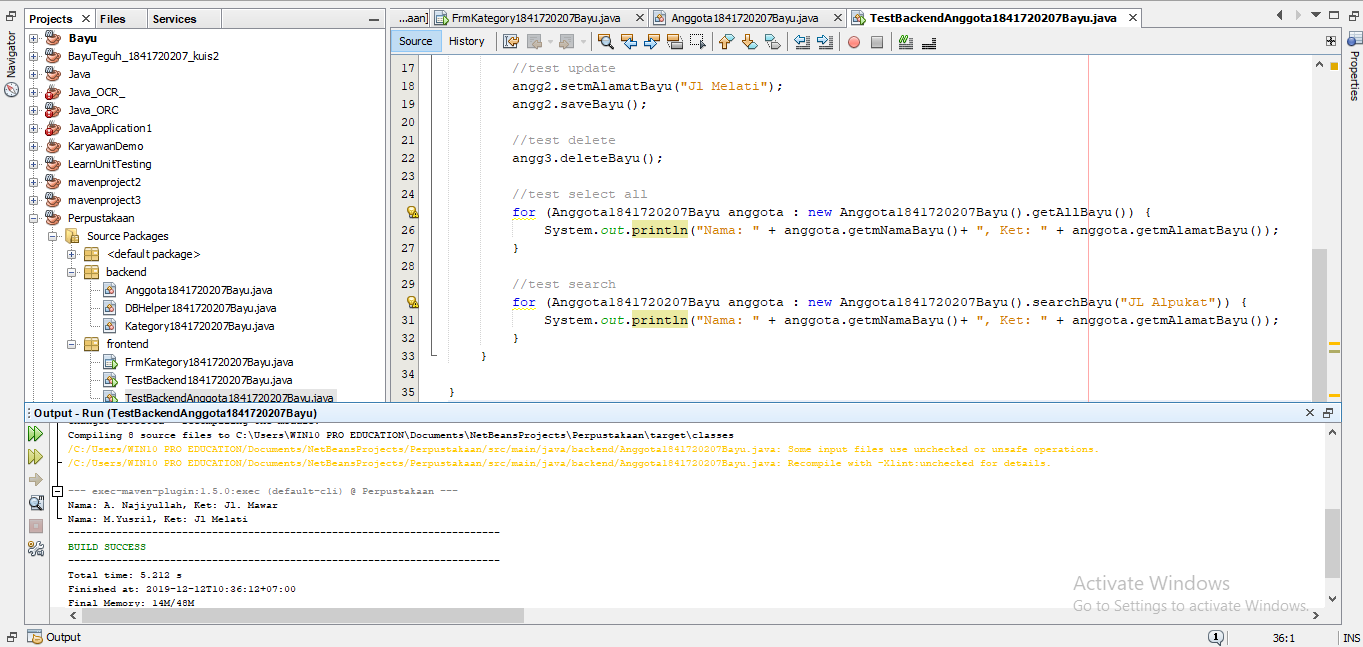 Projects
Files
Services
...aan]
FrmKategory1841720207Bayu.java
Anggota1841720207Bayu.java
TestBackendAnggota1841720207Bayu.java
Navigator
Properties
Source
History
Bayu
BayuTeguh_1841720207_kuis2
Java
Java_OCR_
Java_ORC
JavaApplication1
KaryawanDemo
LearnUnitTesting
mavenproject2
mavenproject3
Perpustakaan
Source Packages
<default package>
backend
Anggota1841720207Bayu.java
DBHelper1841720207Bayu.java
Kategory1841720207Bayu.java
frontend
FrmKategory1841720207Bayu.java
TestBackend1841720207Bayu.java
TestBackendAnggota1841720207Bayu.java
17 //test update
18 angg2.setmAlamatBayu("Jl Melati");
19 angg2.saveBayu();
20
21 //test delete
22 angg3.deleteBayu();
23
24 //test select all
for (Anggota1841720207Bayu anggota : new Anggota1841720207Bayu().getAllBayu()) {
26 System.out.println("Nama: " + anggota.getmNamaBayu()+ ", Ket: " + anggota.getmAlamatBayu());
27 }
28
29 //test search
for (Anggota1841720207Bayu anggota : new Anggota1841720207Bayu().searchBayu("JL Alpukat")) {
31 System.out.println("Nama: " + anggota.getmNamaBayu()+ ", Ket: " + anggota.getmAlamatBayu());
32 }
33 }
34
35 }
Output - Run (TestBackendAnggota1841720207Bayu)
Compiling 8 source files to C:\Users\WIN10 PRO EDUCATION\Documents\NetBeansProjects\Perpustakaan\target\classes
/C:/Users/WIN10 PRO EDUCATION/Documents/NetBeansProjects/Perpustakaan/src/main/java/backend/Anggota1841720207Bayu.java: Some input files use unchecked or unsafe operations.
/C:/Users/WIN10 PRO EDUCATION/Documents/NetBeansProjects/Perpustakaan/src/main/java/backend/Anggota1841720207Bayu.java: Recompile with -Xlint:unchecked for details.
--- exec-maven-plugin:1.5.0:exec (default-cli) @ Perpustakaan ---
Nama: A. Najiyullah, Ket: Jl. Mawar
Nama: M.Yusril, Ket: Jl Melati
------------------------------------------------------------------------
BUILD SUCCESS
------------------------------------------------------------------------
Total time: 5.212 s
Finished at: 2019-12-12T10:36:12+07:00
Final Memory: 14M/48M
Activate Windows
Go to Settings to activate Windows.
Output
1
36:1
INS